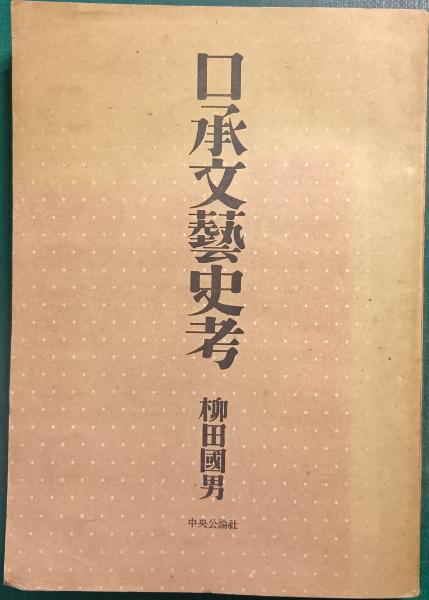 口承文藝史考
柳田國男
中央公論社